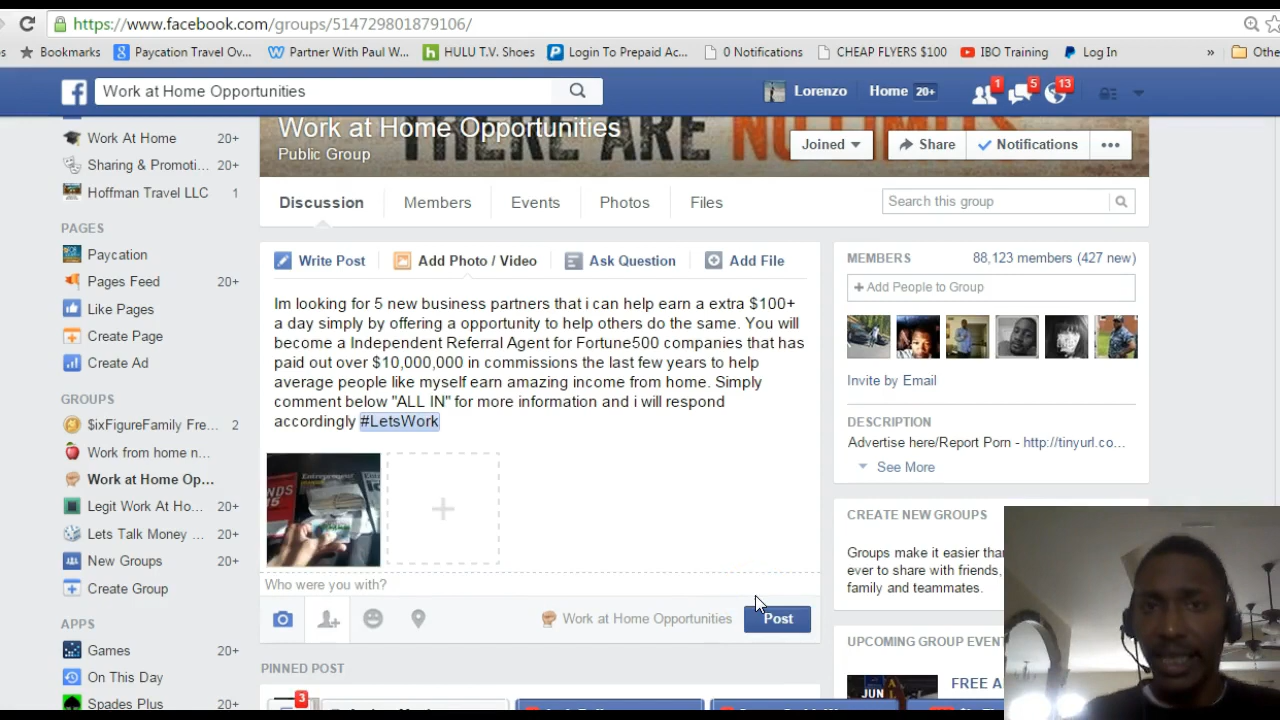 https://www.facebook.com/groups/514729801879106/
Bookmarks Paycation Travel Ov... Partner With Paul W... HULU T.V. Shoes Login To Prepaid Ac... 0 Notifications CHEAP FLYERS $100 IBO Training Log In » Othe
Work at Home Opportunities Lorenzo Home 20+ 1 5 13
Work At Home 20+
Sharing & Promoti... 20+
Hoffman Travel LLC 1
PAGES
Paycation
Pages Feed 20+
Like Pages
Create Page
Create Ad
GROUPS
$ixFigureFamily Fre... 2
Work from home n...
Work at Home Op...
Legit Work At Ho... 20+
Lets Talk Money ... 20+
New Groups 20+
Create Group
APPS
Games 20+
On This Day
Spades Plus 20+
THERE ARE NO LIMITS
Work at Home Opportunities
Public Group
Joined Share Notifications
Discussion Members Events Photos Files Search this group
Write Post Add Photo / Video Ask Question Add File
Im looking for 5 new business partners that i can help earn a extra $100+
a day simply by offering a opportunity to help others do the same. You will
become a Independent Referral Agent for Fortune500 companies that has
paid out over $10,000,000 in commissions the last few years to help
average people like myself earn amazing income from home. Simply
comment below "ALL IN" for more information and i will respond
accordingly #LetsWork
Who were you with?
Work at Home Opportunities Post
PINNED POST
3
MEMBERS 88,123 members (427 new)
+ Add People to Group
Invite by Email
DESCRIPTION
Advertise here/Report Porn - http://tinyurl.co...
See More
CREATE NEW GROUPS
Groups make it easier than
ever to share with friends,
family and teammates.
UPCOMING GROUP EVENT
JUN
FREE A